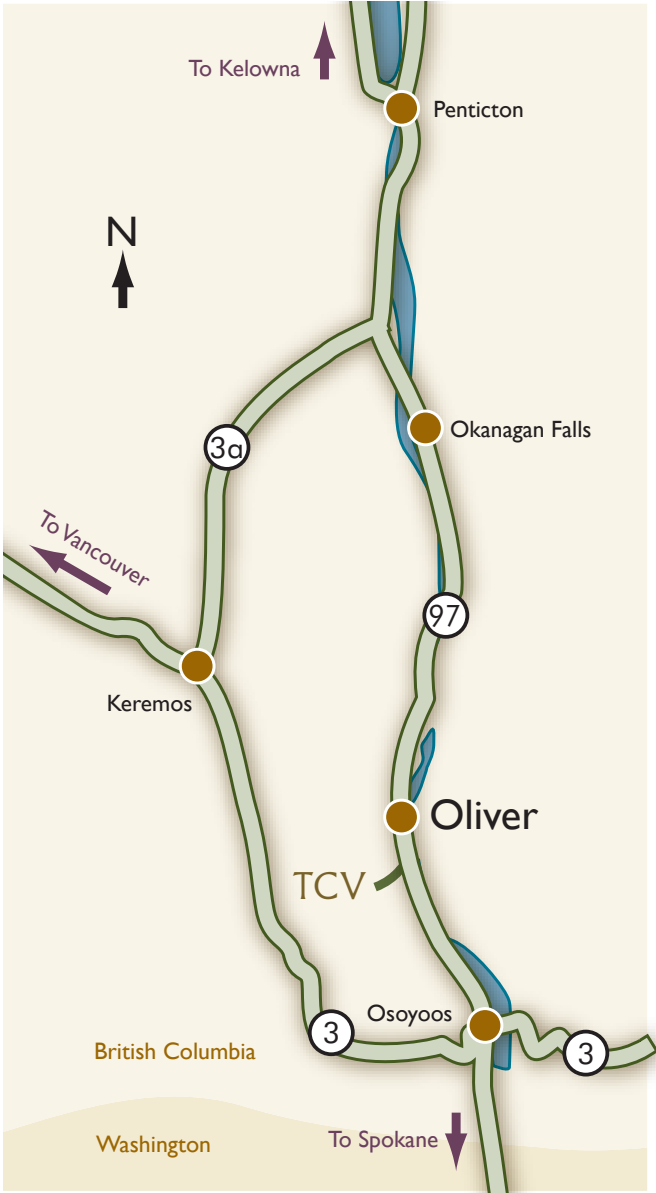 To Kelowna
Penticton
N
Okanagan Falls
3a
To Vancouver
97
Keremos
Oliver
TCV
Osoyoos
3
3
British Columbia
To Spokane
Washington